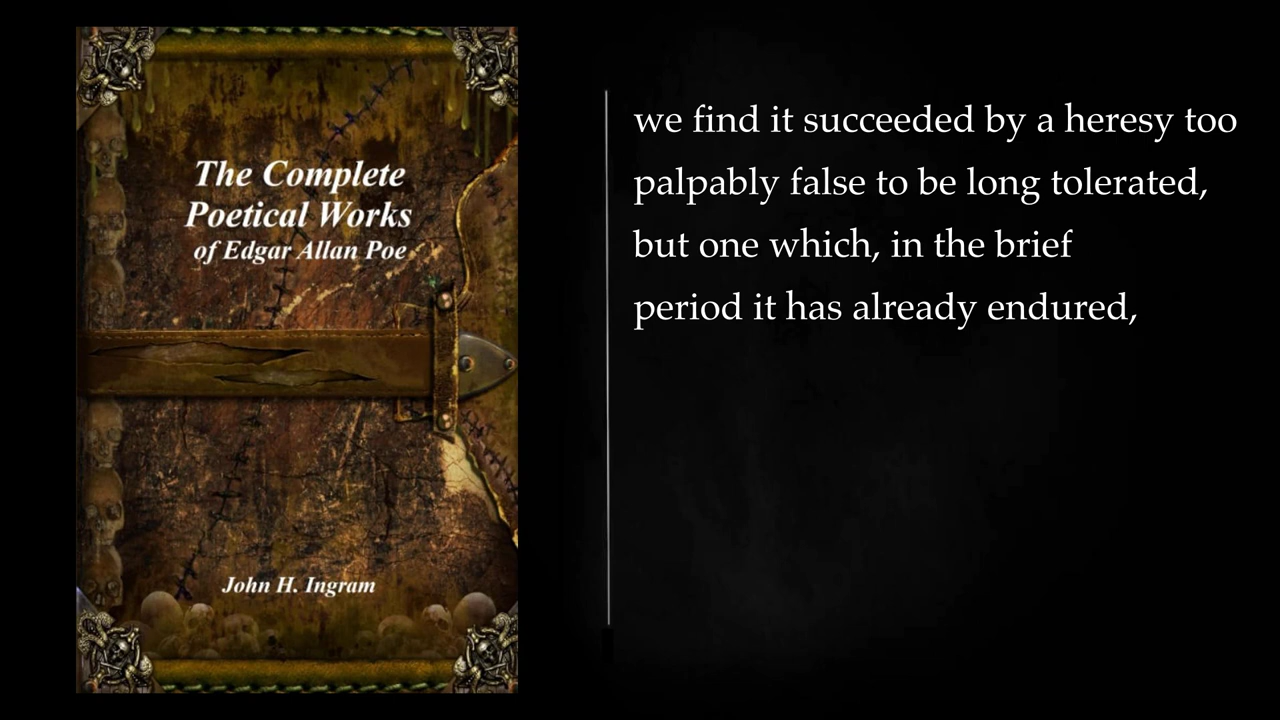 The Complete
Poetical Works
of Edgar Allan Poe
John H. Ingram
we find it succeeded by a heresy too
palpably false to be long tolerated,
but one which, in the brief
period it has already endured,